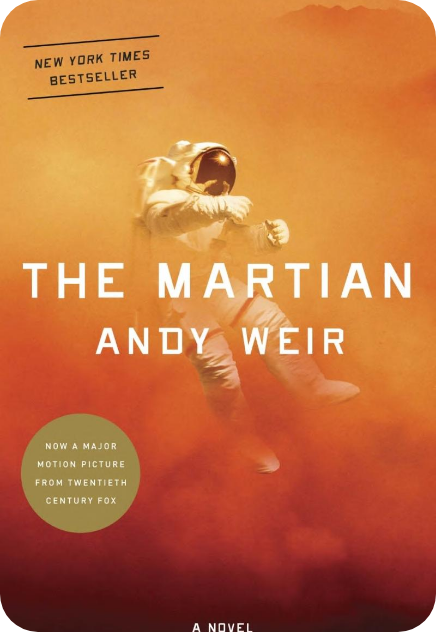 NEW YORK TIMES
BESTSELLER
THE MARTIAN
ANDY WEIR
NOW A MAJOR
MOTION PICTURE
FROM TWENTIETH
CENTURY FOX
A NOVEL